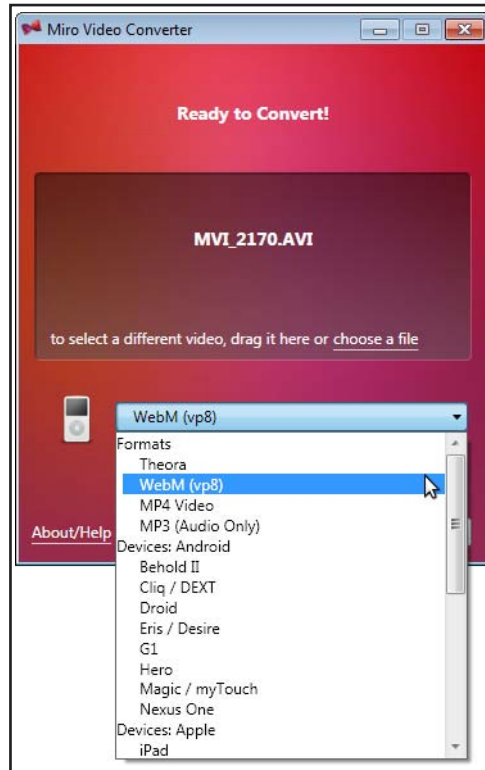 Miro Video Converter
Ready to Convert!
MVI_2170.AVI
to select a different video, drag it here or choose a file
WebM (vp8)
Formats
Theora
WebM (vp8)
MP4 Video
MP3 (Audio Only)
About/Help
Devices: Android
Behold II
Cliq / DEXT
Droid
Eris / Desire
G1
Hero
Magic / myTouch
Nexus One
Devices: Apple
iPad